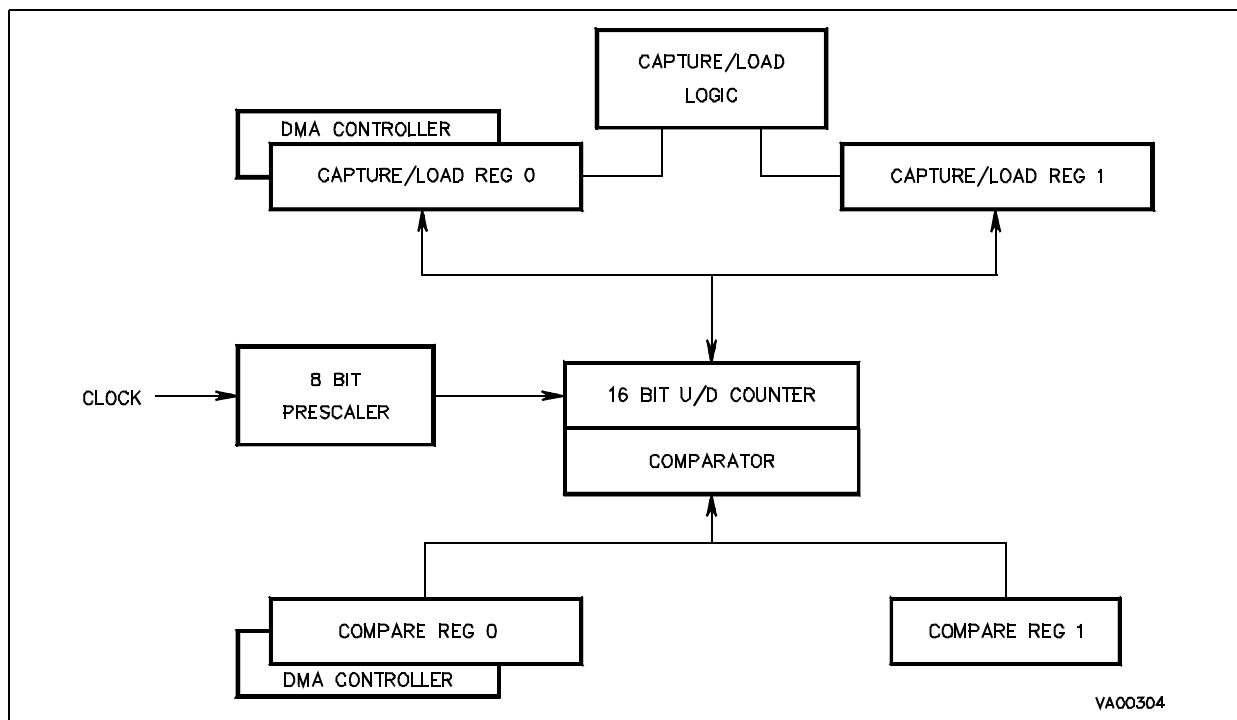 CAPTURE/LOAD
LOGIC
DMA CONTROLLER
CAPTURE/LOAD REG 0
CAPTURE/LOAD REG 1
CLOCK
8 BIT
PRESCALER
16 BIT U/D COUNTER
COMPARATOR
COMPARE REG 0
COMPARE REG 1
DMA CONTROLLER
VA00304